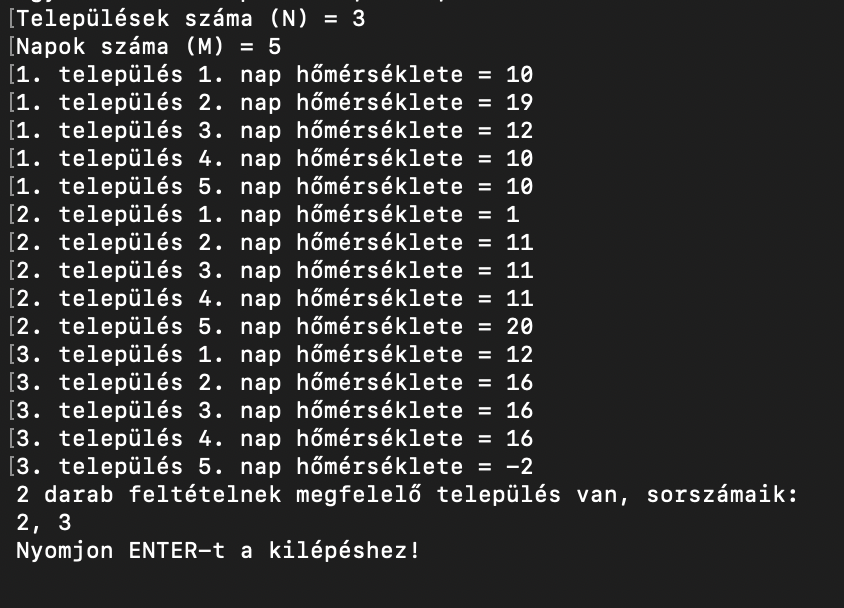 [Települések száma (N) = 3
[Napok száma (M) = 5
[1. település 1. nap hőmérséklete = 10
[1. település 2. nap hőmérséklete = 19
[1. település 3. nap hőmérséklete = 12
[1. település 4. nap hőmérséklete = 10
[1. település 5. nap hőmérséklete = 10
[2. település 1. nap hőmérséklete = 1
[2. település 2. nap hőmérséklete = 11
[2. település 3. nap hőmérséklete = 11
[2. település 4. nap hőmérséklete = 11
[2. település 5. nap hőmérséklete = 20
[3. település 1. nap hőmérséklete = 12
[3. település 2. nap hőmérséklete = 16
[3. település 3. nap hőmérséklete = 16
[3. település 4. nap hőmérséklete = 16
[3. település 5. nap hőmérséklete = -2
2 darab feltételnek megfelelő település van, sorszámaik:
2, 3
Nyomjon ENTER-t a kilépéshez!